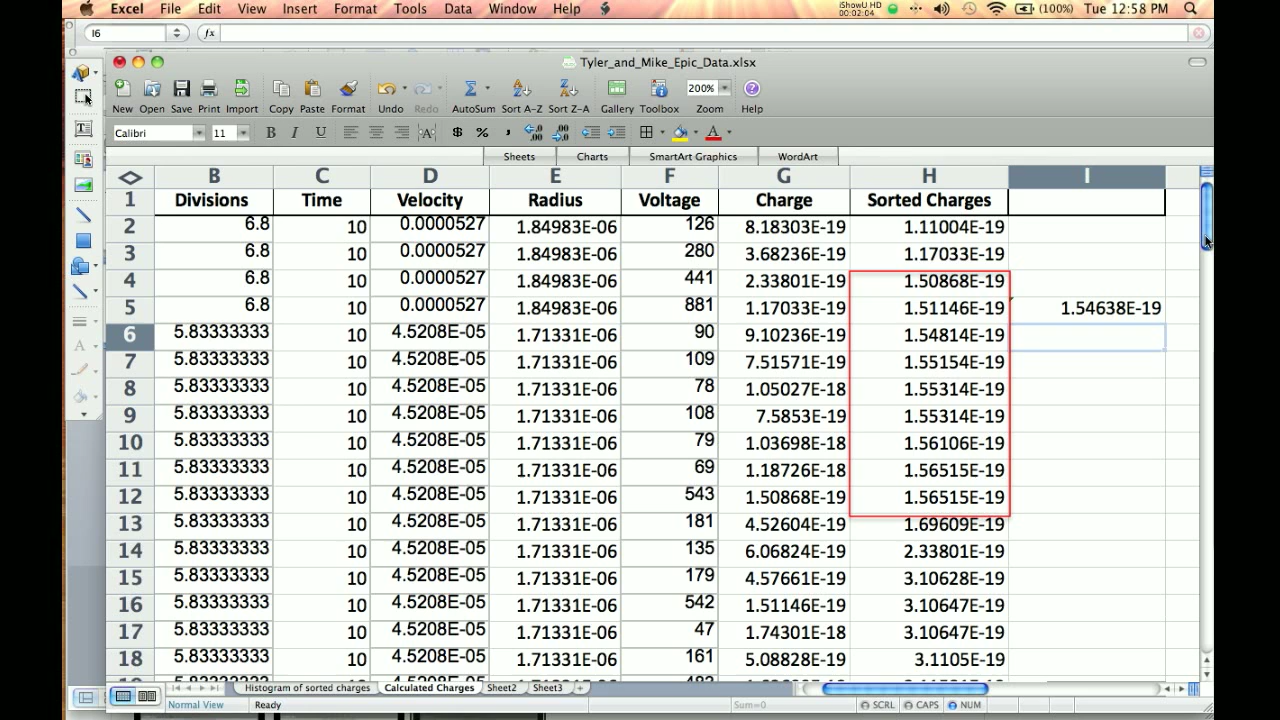 Excel File Edit View Insert Format Tools Data Window Help iShowU HD 00:02:04 (100%) Tue 12:58 PM
I6 fx
Tyler_and_Mike_Epic_Data.xlsx
200%
New Open Save Print Import Copy Paste Format Undo Redo AutoSum Sort A-Z Sort Z-A Gallery Toolbox Zoom Help
Calibri 11 B I U
Sheets Charts SmartArt Graphics WordArt
B C D E F G H I
1 Divisions Time Velocity Radius Voltage Charge Sorted Charges
2 6.8 10 0.0000527 1.84983E-06 126 8.18303E-19 1.11004E-19
3 6.8 10 0.0000527 1.84983E-06 280 3.68236E-19 1.17033E-19
4 6.8 10 0.0000527 1.84983E-06 441 2.33801E-19 1.50868E-19
5 6.8 10 0.0000527 1.84983E-06 881 1.17033E-19 1.51146E-19 1.54638E-19
6 5.83333333 10 4.5208E-05 1.71331E-06 90 9.10236E-19 1.54814E-19
7 5.83333333 10 4.5208E-05 1.71331E-06 109 7.51571E-19 1.55154E-19
8 5.83333333 10 4.5208E-05 1.71331E-06 78 1.05027E-18 1.55314E-19
9 5.83333333 10 4.5208E-05 1.71331E-06 108 7.5853E-19 1.55314E-19
10 5.83333333 10 4.5208E-05 1.71331E-06 79 1.03698E-18 1.56106E-19
11 5.83333333 10 4.5208E-05 1.71331E-06 69 1.18726E-18 1.56515E-19
12 5.83333333 10 4.5208E-05 1.71331E-06 543 1.50868E-19 1.56515E-19
13 5.83333333 10 4.5208E-05 1.71331E-06 181 4.52604E-19 1.69609E-19
14 5.83333333 10 4.5208E-05 1.71331E-06 135 6.06824E-19 2.33801E-19
15 5.83333333 10 4.5208E-05 1.71331E-06 179 4.57661E-19 3.10628E-19
16 5.83333333 10 4.5208E-05 1.71331E-06 542 1.51146E-19 3.10647E-19
17 5.83333333 10 4.5208E-05 1.71331E-06 47 1.74301E-18 3.10647E-19
18 5.83333333 10 4.5208E-05 1.71331E-06 161 5.08828E-19 3.1105E-19
Histogram of sorted charges Calculated Charges Sheet2 Sheet3 +
Normal View Ready Sum=0 SCRL CAPS NUM